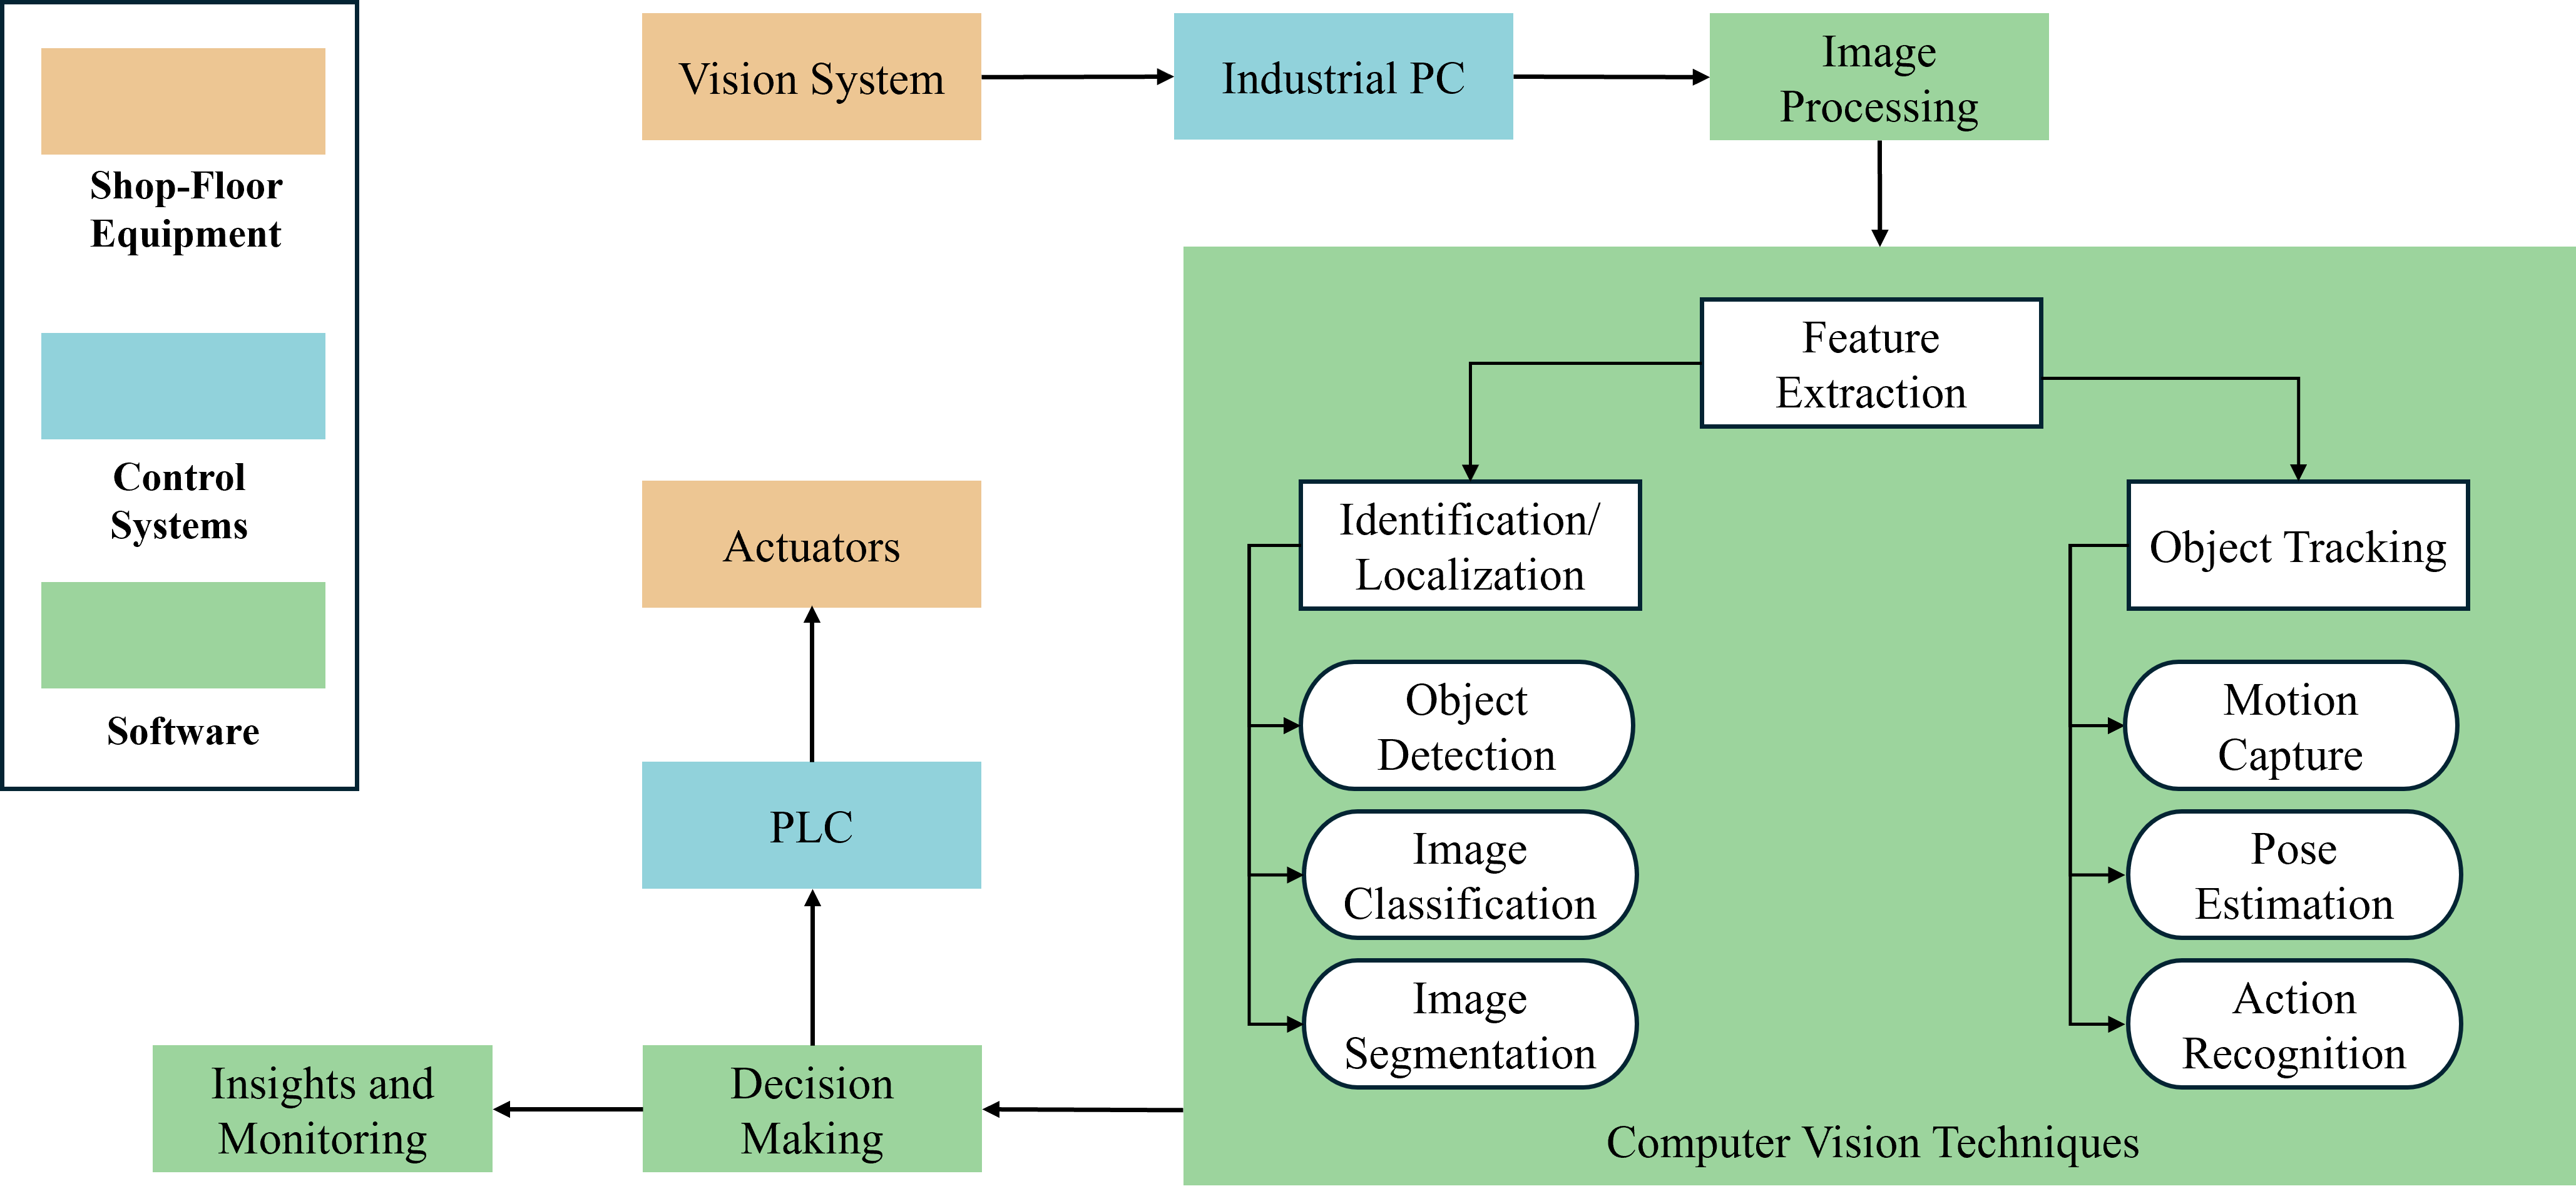 Shop-Floor
Equipment
Control
Systems
Software
Vision System
Industrial PC
Image
Processing
Feature
Extraction
Identification/
Localization
Object Tracking
Object
Detection
Image
Classification
Image
Segmentation
Motion
Capture
Pose
Estimation
Action
Recognition
Computer Vision Techniques
Actuators
PLC
Decision
Making
Insights and
Monitoring